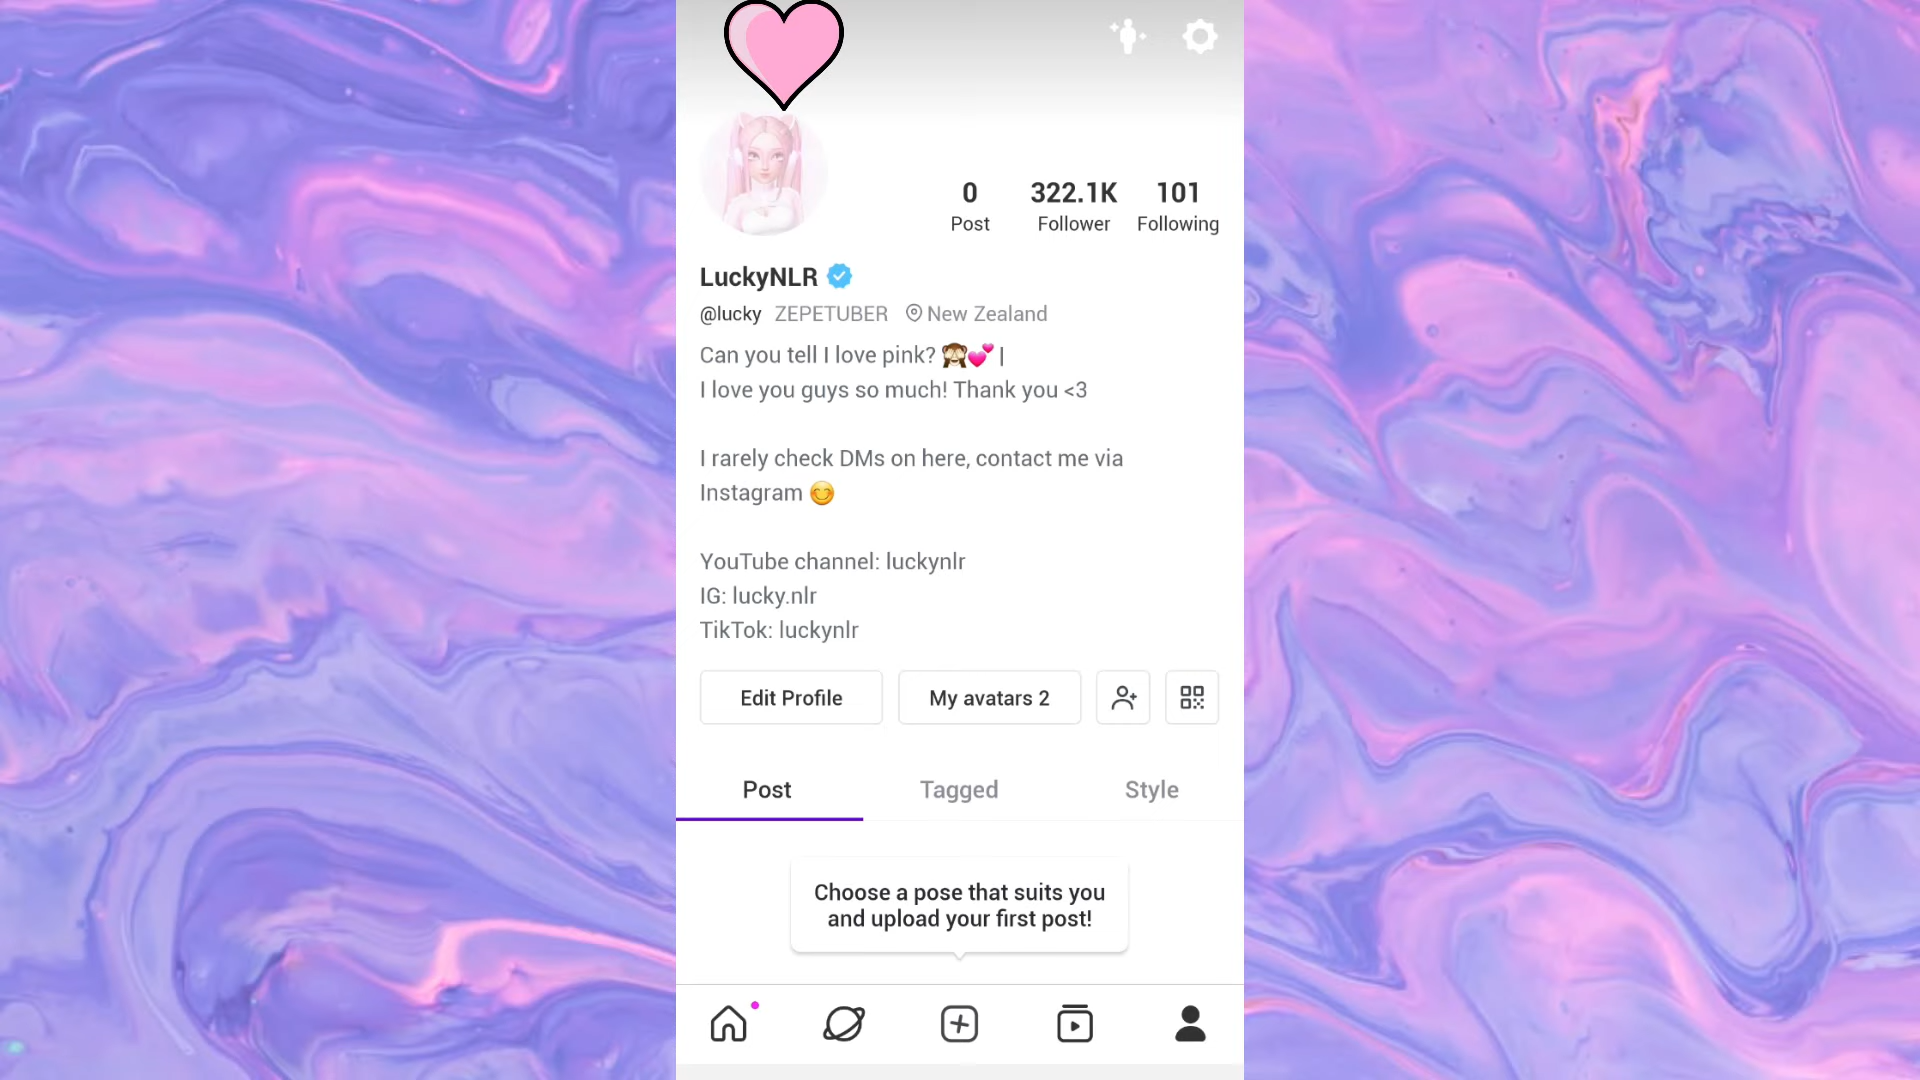 0 322.1K 101
Post Follower Following
LuckyNLR
@lucky ZEPETUBER New Zealand
Can you tell I love pink? 🙈💕 |
I love you guys so much! Thank you <3
I rarely check DMs on here, contact me via
Instagram 😊
YouTube channel: luckynlr
IG: lucky.nlr
TikTok: luckynlr
Edit Profile My avatars 2
Post Tagged Style
Choose a pose that suits you
and upload your first post!